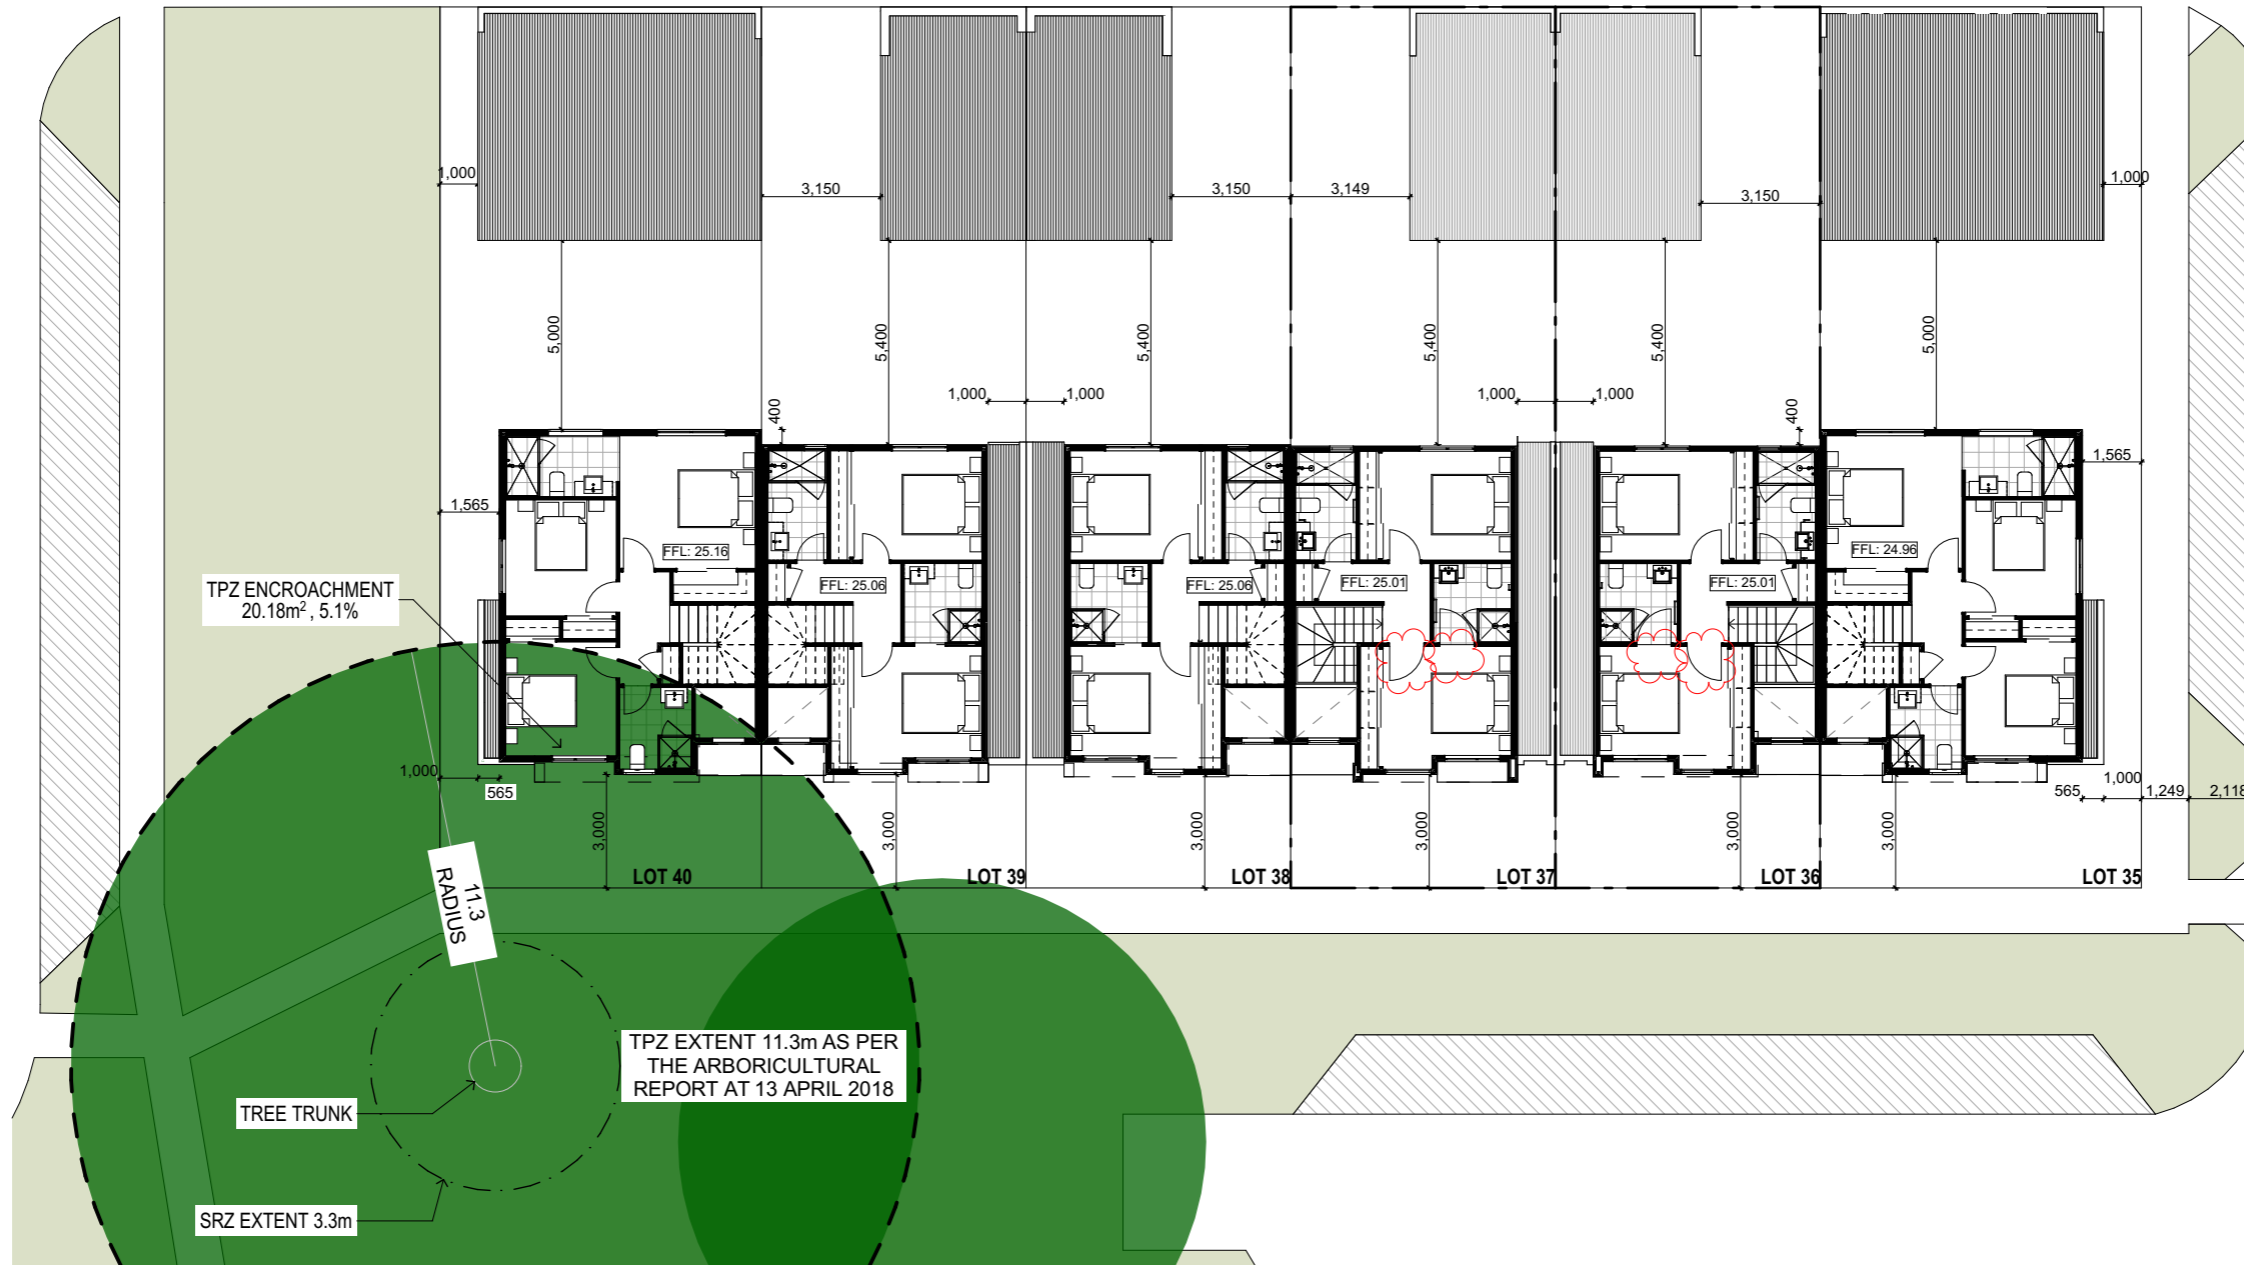 1,000
3,150
3,150
3,149
3,150
1,000
5,000
5,400
5,400
5,400
5,400
5,000
1,000
1,000
1,000
1,000
400
400
1,565
1,565
FFL: 25.16
FFL: 25.06
FFL: 25.06
FFL: 25.01
FFL: 25.01
FFL: 24.96
TPZ ENCROACHMENT
20.18m², 5.1%
1,000
565
565
1,000
1,249
2,118
3,000
3,000
3,000
3,000
3,000
3,000
LOT 40
LOT 39
LOT 38
LOT 37
LOT 36
LOT 35
11.3
RADIUS
TPZ EXTENT 11.3m AS PER
THE ARBORICULTURAL
REPORT AT 13 APRIL 2018
TREE TRUNK
SRZ EXTENT 3.3m